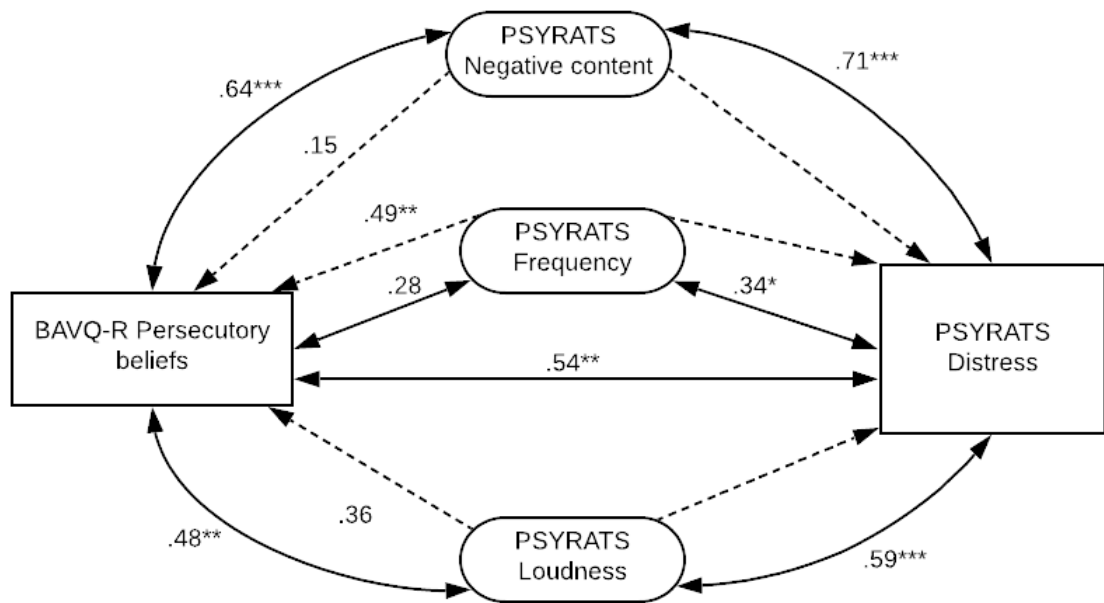 PSYRATS
Negative content
.64***
.71***
.15
.49**
PSYRATS
Frequency
.28
.34*
BAVQ-R Persecutory
beliefs
PSYRATS
Distress
.54**
.36
.48**
PSYRATS
Loudness
.59***